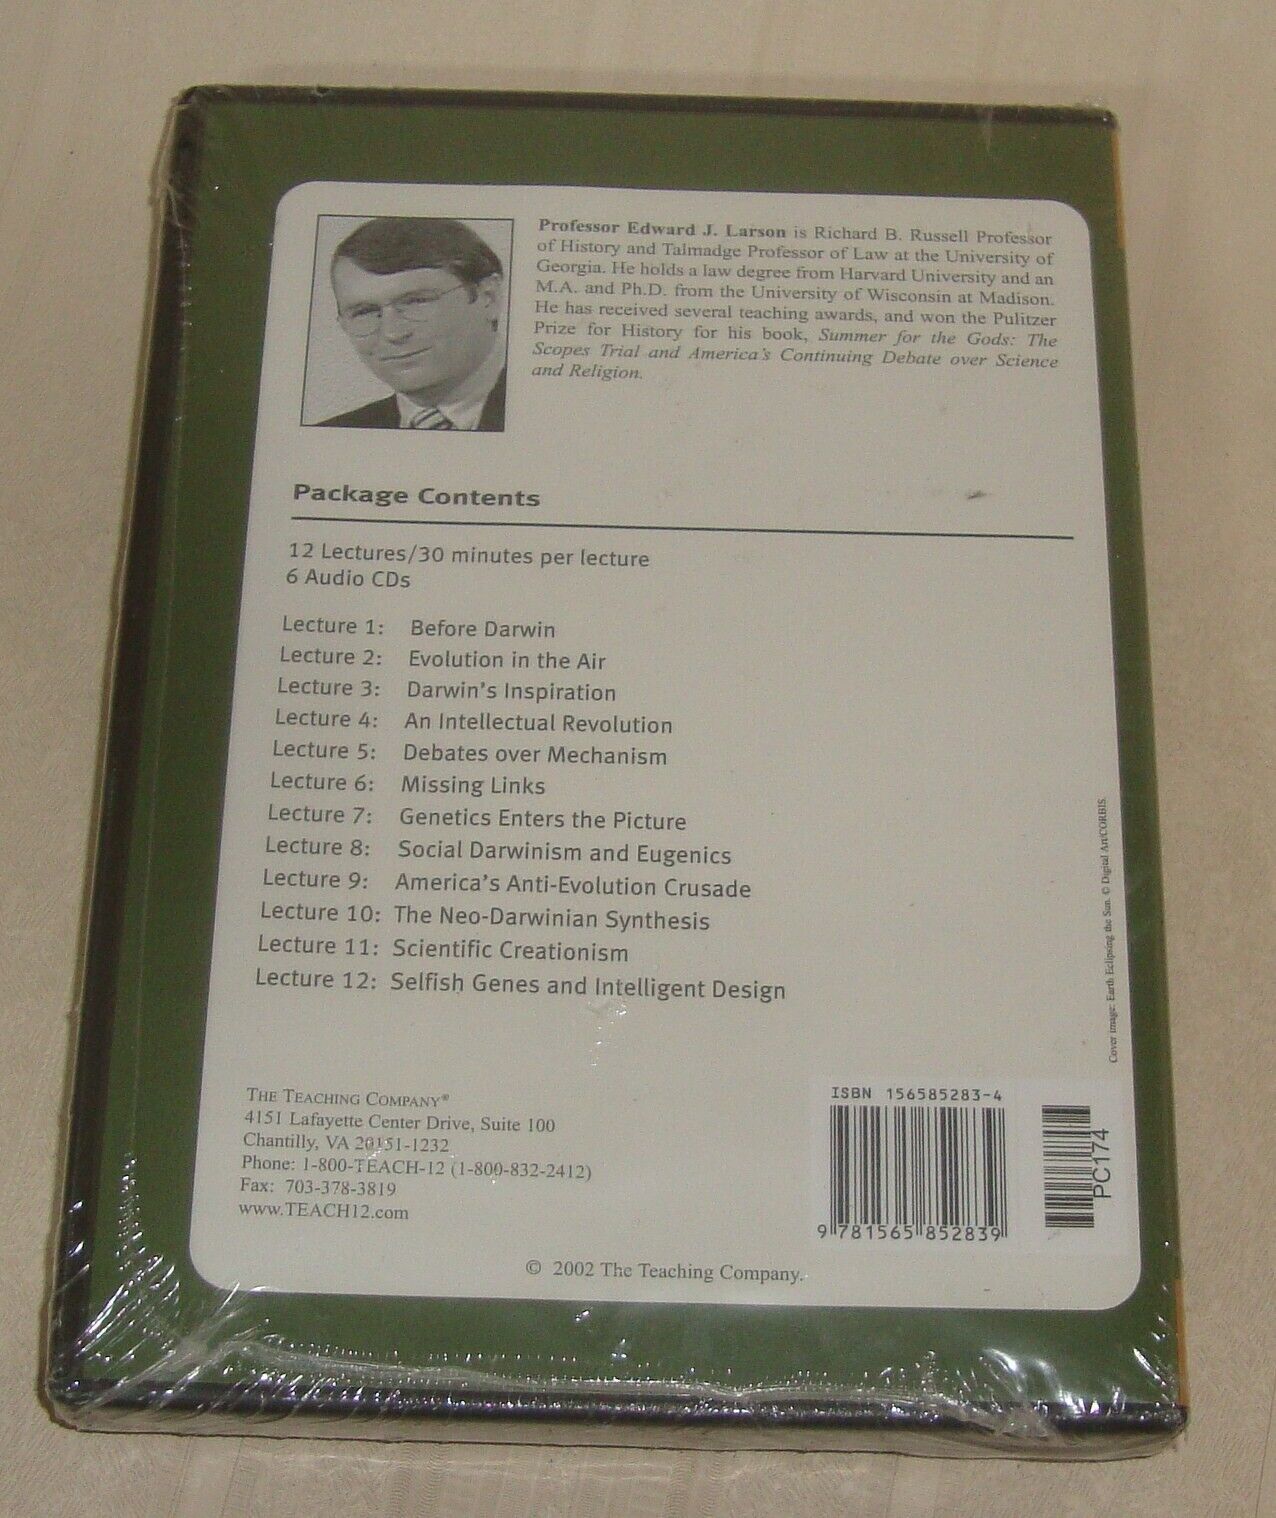 Professor Edward J. Larson is Richard B. Russell Professor
of History and Talmadge Professor of Law at the University of
Georgia. He holds a law degree from Harvard University and an
M.A. and Ph.D. from the University of Wisconsin at Madison.
He has received several teaching awards, and won the Pulitzer
Prize for History for his book, Summer for the Gods: The
Scopes Trial and America's Continuing Debate over Science
and Religion.
Package Contents
12 Lectures/30 minutes per lecture
6 Audio CDs
Lecture 1: Before Darwin
Lecture 2: Evolution in the Air
Lecture 3: Darwin's Inspiration
Lecture 4: An Intellectual Revolution
Lecture 5: Debates over Mechanism
Lecture 6: Missing Links
Lecture 7: Genetics Enters the Picture
Lecture 8: Social Darwinism and Eugenics
Lecture 9: America's Anti-Evolution Crusade
Lecture 10: The Neo-Darwinian Synthesis
Lecture 11: Scientific Creationism
Lecture 12: Selfish Genes and Intelligent Design
THE TEACHING COMPANY®
4151 Lafayette Center Drive, Suite 100
Chantilly, VA 20151-1232
Phone: 1-800-TEACH-12 (1-800-832-2412)
Fax: 703-378-3819
www.TEACH12.com
ISBN 156585283-4
9 781565 852839
PC174
Cover image: Earth Eclipsing the Sun. © Digital Art/CORBIS.
© 2002 The Teaching Company.